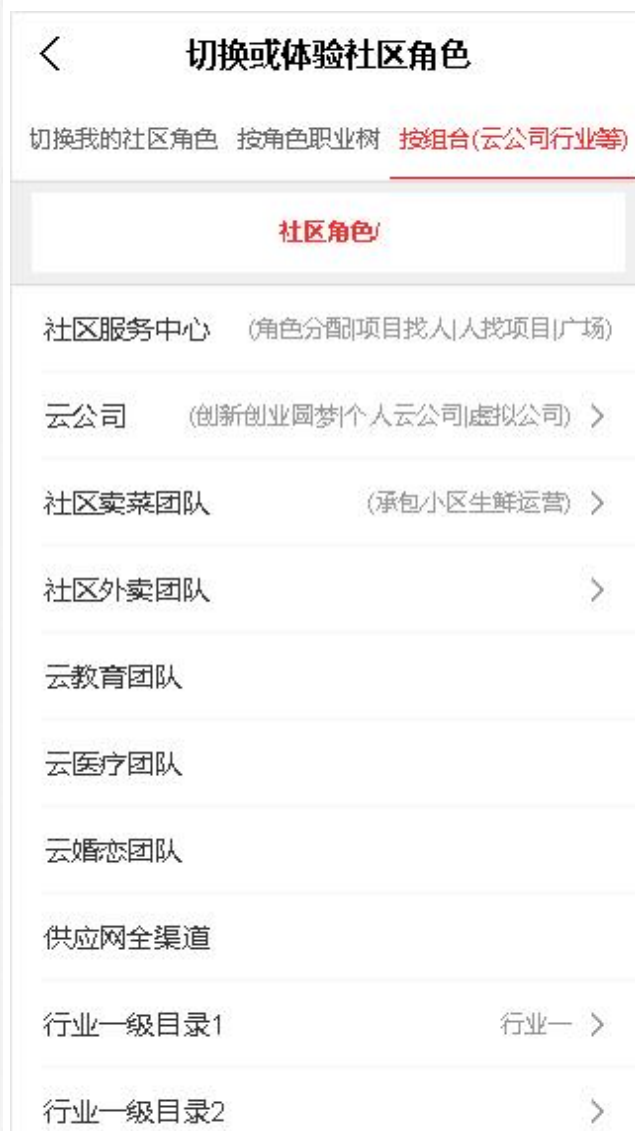 切换或体验社区角色
切换我的社区角色 按角色职业树 按组合(云公司行业等)
社区角色/
社区服务中心 (角色分配|项目找人|人找项目|广场)
云公司 (创新创业圆梦|个人云公司|虚拟公司)
社区卖菜团队 (承包小区生鲜运营)
社区外卖团队
云教育团队
云医疗团队
云婚恋团队
供应网全渠道
行业一级目录1 行业一
行业一级目录2